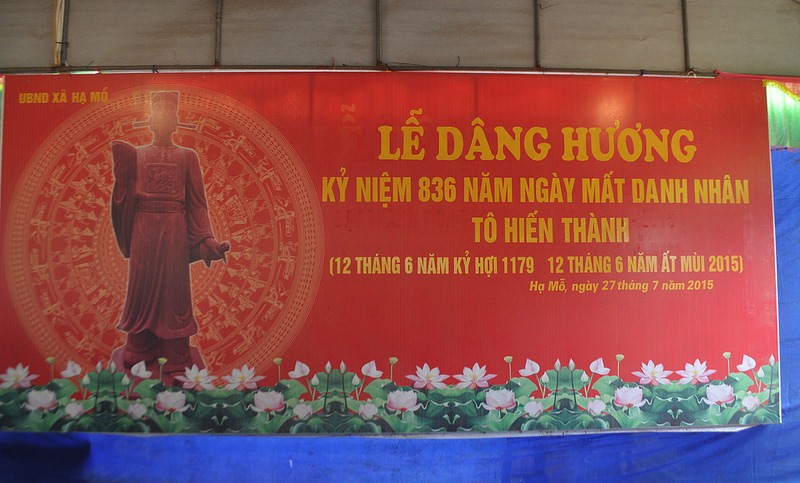 UBND XÃ HẠ MỖ
LỄ DÂNG HƯƠNG
KỶ NIỆM 836 NĂM NGÀY MẤT DANH NHÂN
TÔ HIẾN THÀNH
(12 THÁNG 6 NĂM KỶ HỢI 1179 12 THÁNG 6 NĂM ẤT MÙI 2015)
Hạ Mỗ, ngày 27 tháng 7 năm 2015